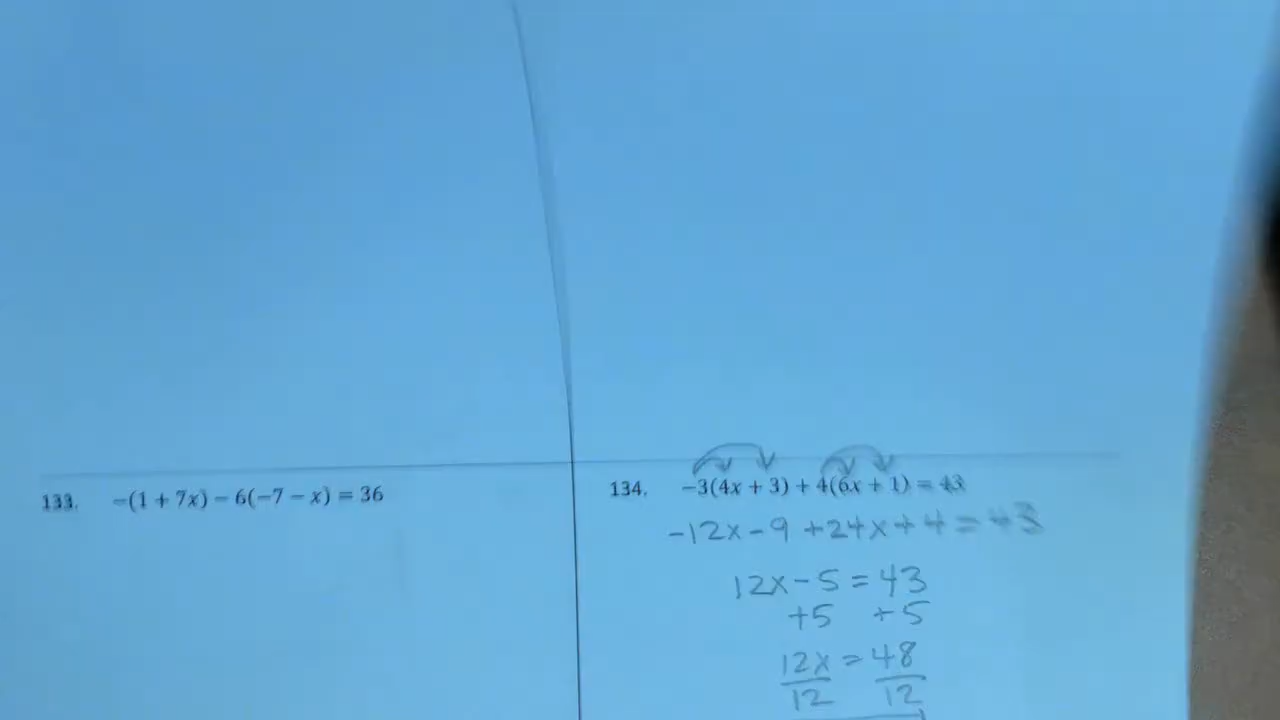 133. -(1 + 7x) - 6(-7 - x) = 36
134. -3(4x + 3) + 4(6x + 1) = 43
-12x - 9 + 24x + 4 = 43
12x - 5 = 43
+5 +5
12x = 48
12 12